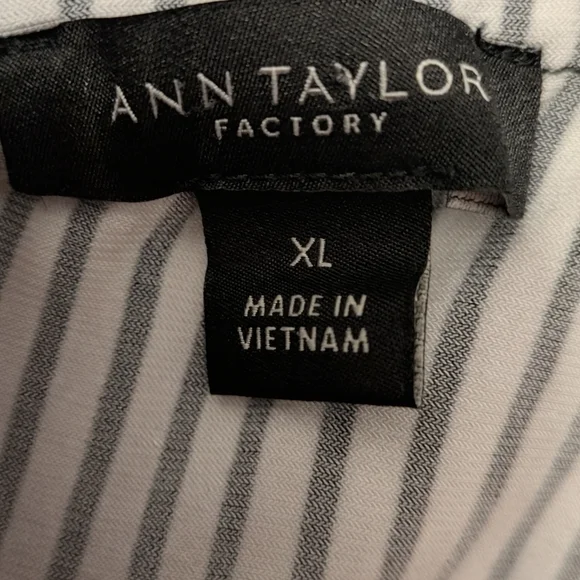 ANN TAYLOR
FACTORY
XL
MADE IN
VIETNAM